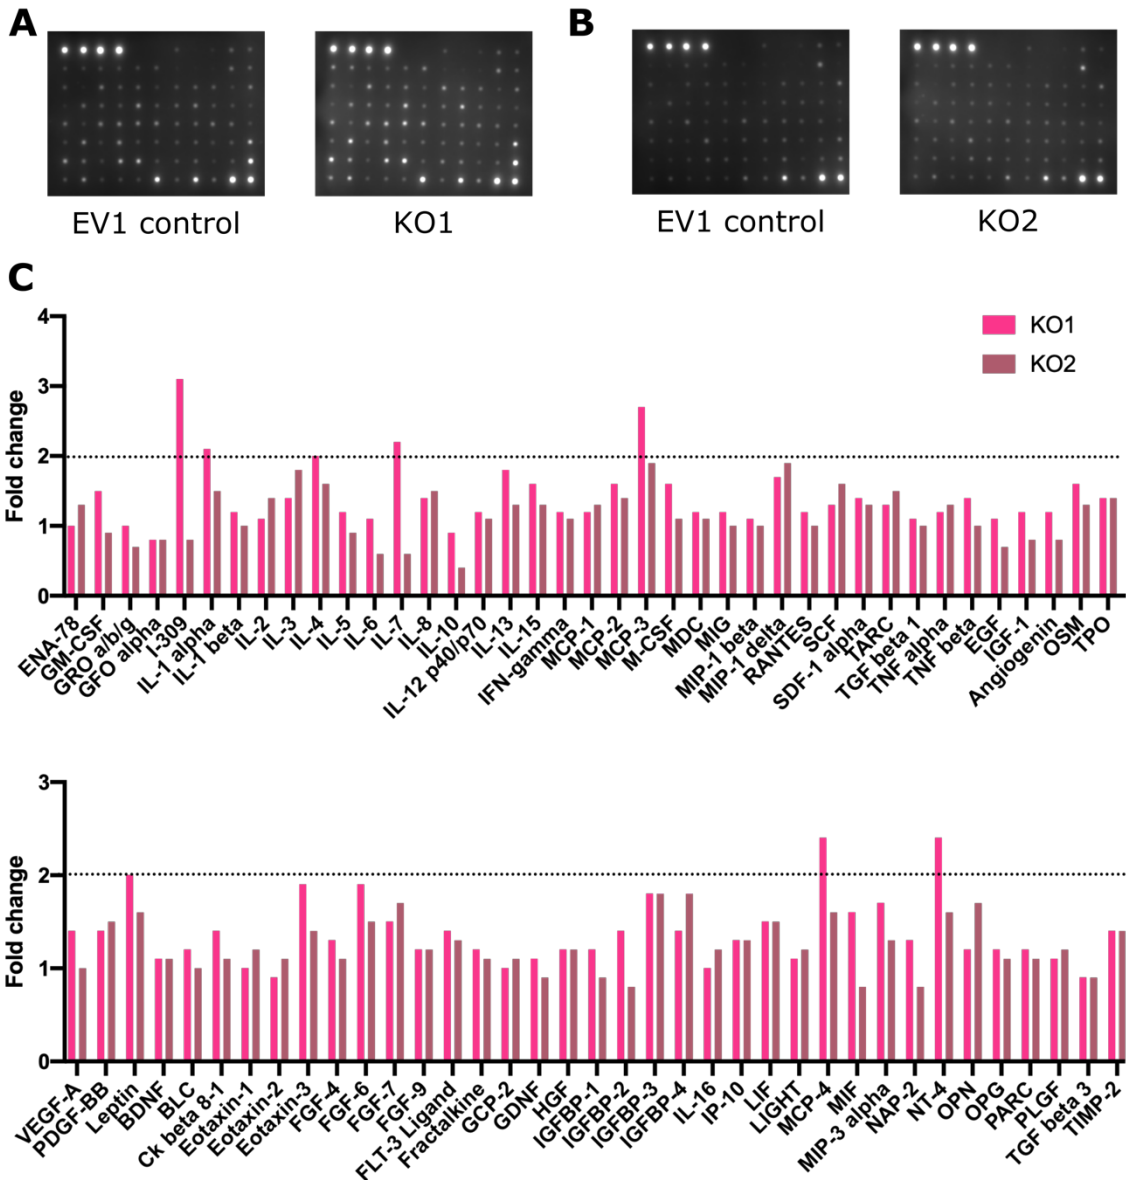 A
B
EV1 control
KO1
EV1 control
KO2
C
KO1
KO2
Fold change
4
3
2
1
0
ENA-78
GM-CSF
GRO a/b/g
GFO alpha
I-309
IL-1 alpha
IL-1 beta
IL-2
IL-3
IL-4
IL-5
IL-6
IL-7
IL-8
IL-10
IL-12 p40/p70
IL-13
IL-15
IFN-gamma
MCP-1
MCP-2
MCP-3
M-CSF
MDC
MIG
MIP-1 beta
MIP-1 delta
RANTES
SCF
SDF-1 alpha
TARC
TGF beta 1
TNF alpha
TNF beta
EGF
IGF-1
Angiogenin
OSM
TPO
Fold change
3
2
1
0
VEGF-A
PDGF-BB
Leptin
BDNF
BLC
Ck beta 8-1
Eotaxin-1
Eotaxin-2
Eotaxin-3
FGF-4
FGF-6
FGF-7
FGF-9
FLT-3 Ligand
Fractalkine
GCP-2
GDNF
HGF
IGFBP-1
IGFBP-2
IGFBP-3
IGFBP-4
IL-16
IP-10
LIF
LIGHT
MCP-4
MIF
MIP-3 alpha
NAP-2
NT-4
OPN
OPG
PARC
PLGF
TGF beta 3
TIMP-2